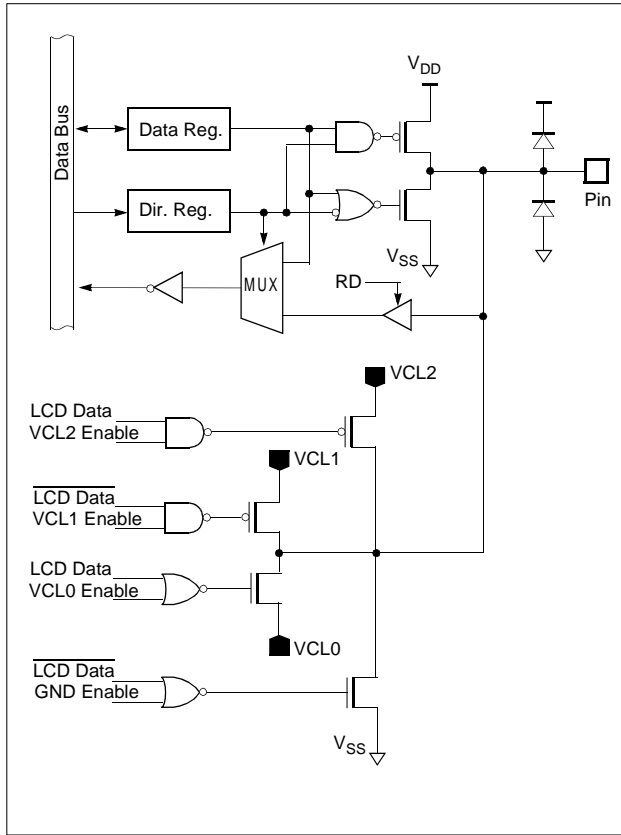 VDD
Data Bus
Data Reg.
Dir. Reg.
Pin
VSS
MUX
RD
VCL2
LCD Data
VCL2 Enable
VCL1
LCD Data
VCL1 Enable
LCD Data
VCL0 Enable
VCL0
LCD Data
GND Enable
VSS